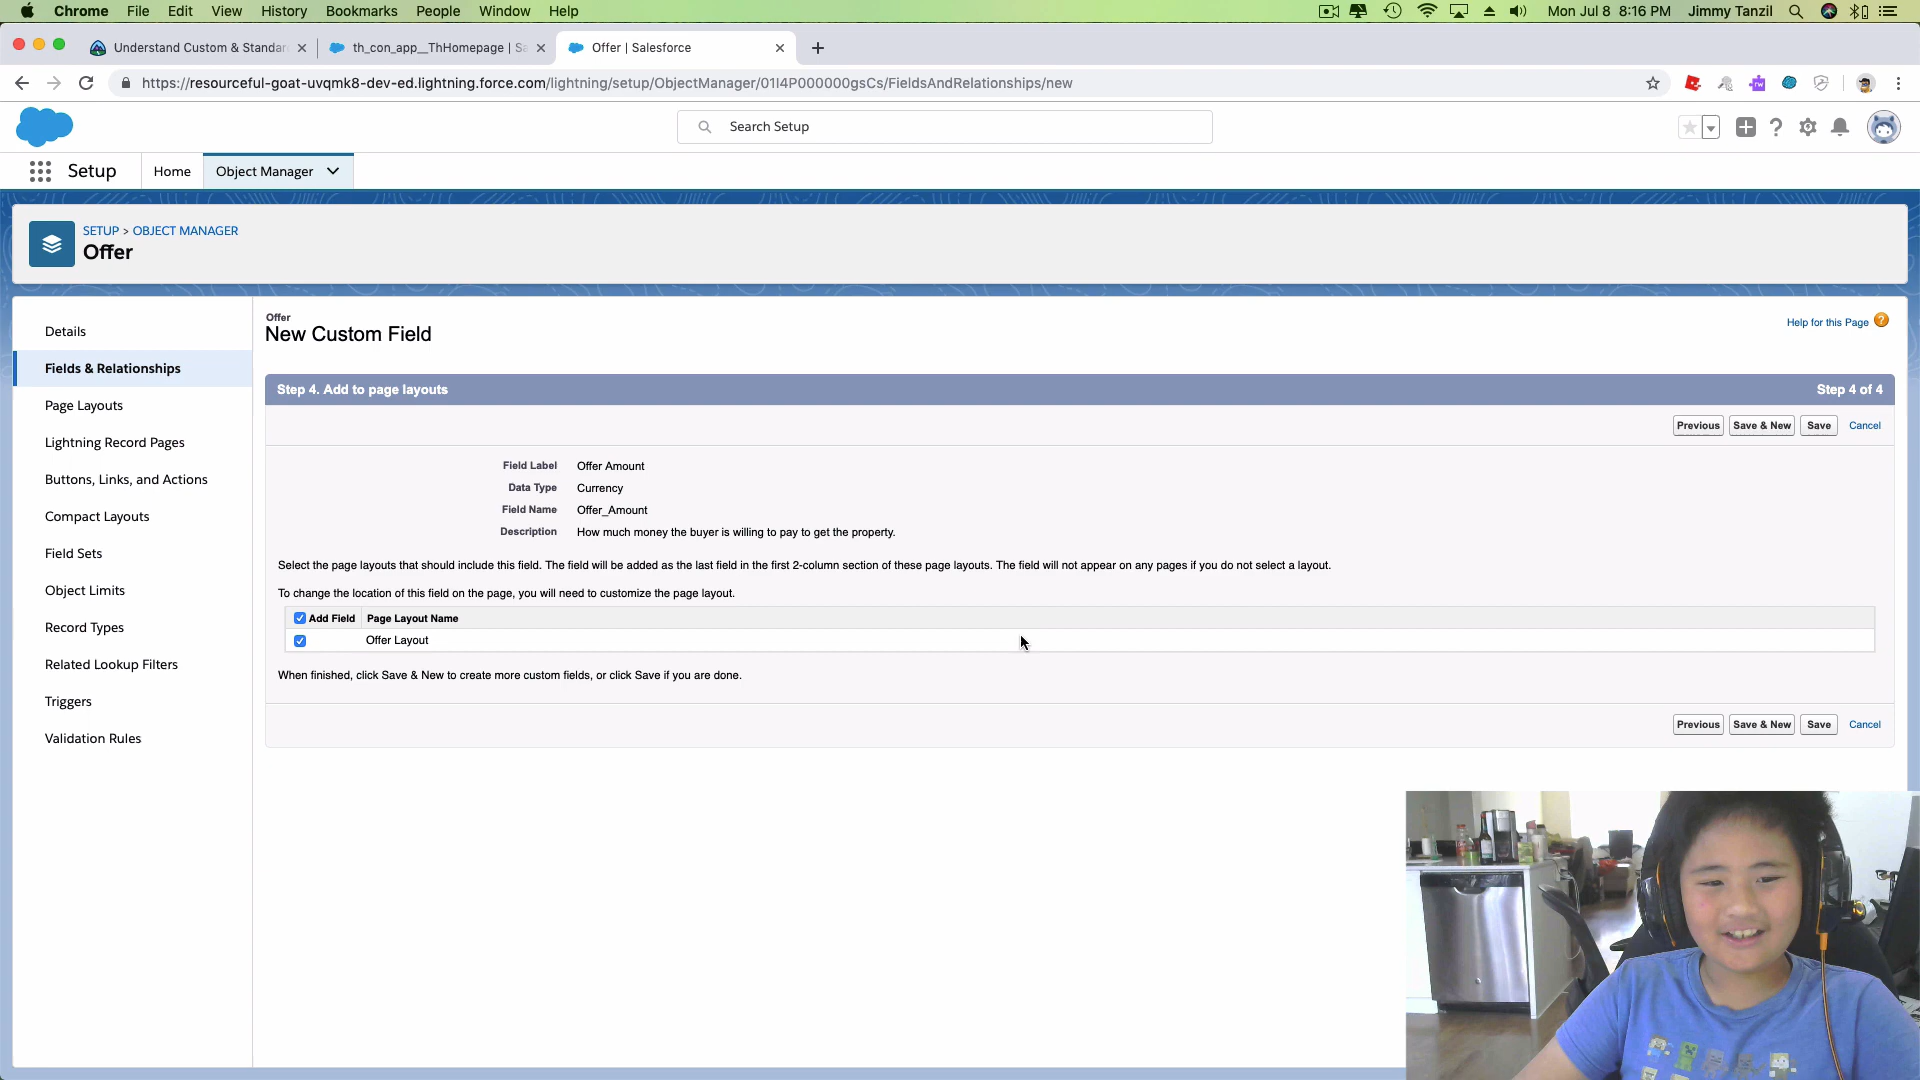 Chrome File Edit View History Bookmarks People Window Help Mon Jul 8 8:16 PM Jimmy Tanzil
Understand Custom & Standar
th_con_app__ThHomepage | Sa
Offer | Salesforce
https://resourceful-goat-uvqmk8-dev-ed.lightning.force.com/lightning/setup/ObjectManager/01I4P000000gsCs/FieldsAndRelationships/new
Search Setup
Setup Home Object Manager
SETUP > OBJECT MANAGER
Offer
Details
Fields & Relationships
Page Layouts
Lightning Record Pages
Buttons, Links, and Actions
Compact Layouts
Field Sets
Object Limits
Record Types
Related Lookup Filters
Triggers
Validation Rules
Offer
New Custom Field
Help for this Page ?
Step 4. Add to page layouts Step 4 of 4
Previous Save & New Save Cancel
Field Label Offer Amount
Data Type Currency
Field Name Offer_Amount
Description How much money the buyer is willing to pay to get the property.
Select the page layouts that should include this field. The field will be added as the last field in the first 2-column section of these page layouts. The field will not appear on any pages if you do not select a layout.
To change the location of this field on the page, you will need to customize the page layout.
Add Field Page Layout Name
Offer Layout
When finished, click Save & New to create more custom fields, or click Save if you are done.
Previous Save & New Save Cancel